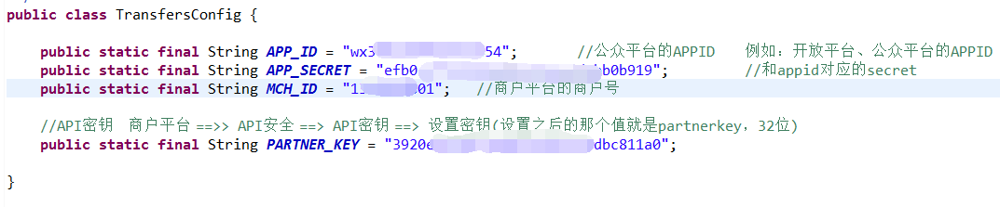 public class TransfersConfig {
public static final String APP_ID = "wx3 54"; //公众平台的APPID 例如：开放平台、公众平台的APPID
public static final String APP_SECRET = "efb0 b0b919"; //和appid对应的secret
public static final String MCH_ID = "1 01"; //商户平台的商户号
//API密钥 商户平台 ==>> API安全 ==> API密钥 ==> 设置密钥(设置之后的那个值就是partnerkey，32位)
public static final String PARTNER_KEY = "3920 dbc811a0";
}